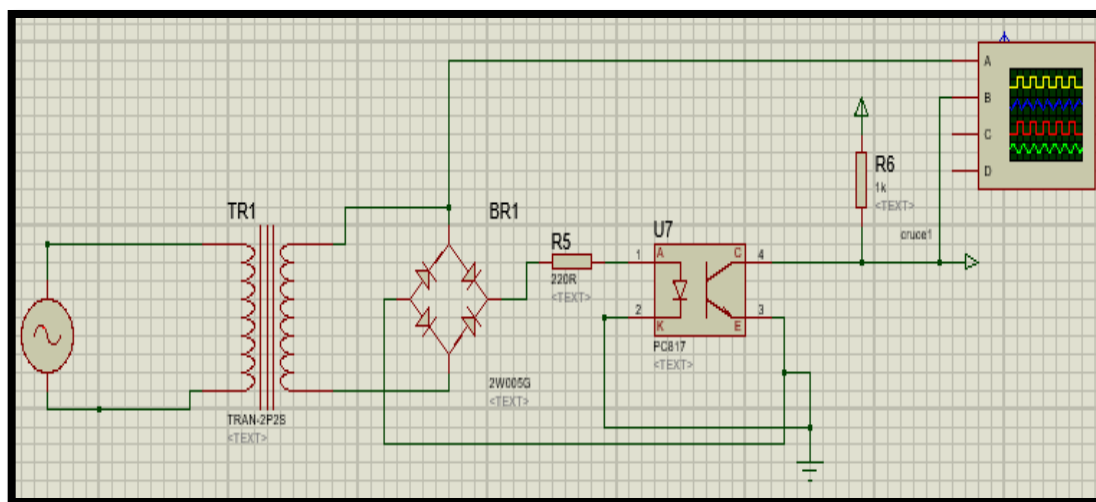 A
B
C
D
R6
1k
<TEXT>
cruce1
TR1
BR1
R5
220R
<TEXT>
U7
1
A
C
4
2
K
E
3
PC817
<TEXT>
2W005G
<TEXT>
TRAN-2P2S
<TEXT>